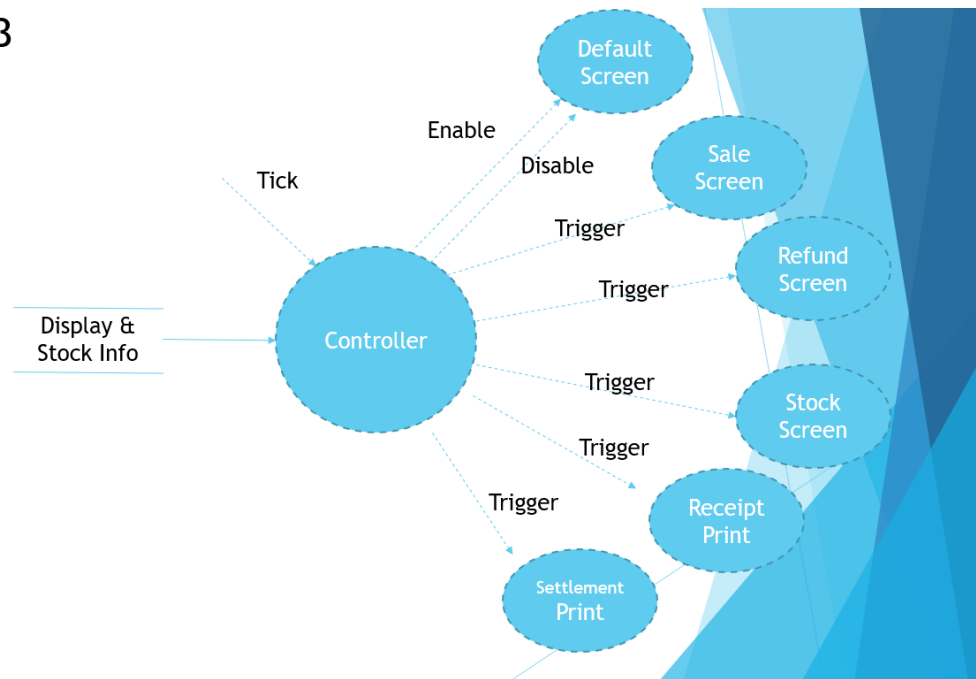 3
Default
Screen
Enable
Disable
Sale
Screen
Tick
Trigger
Refund
Screen
Trigger
Display &
Stock Info
Controller
Trigger
Stock
Screen
Trigger
Trigger
Receipt
Print
Settlement
Print